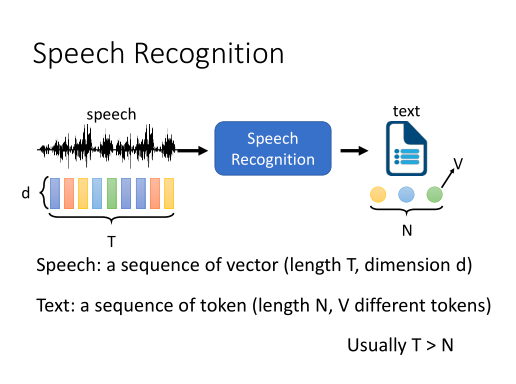 Speech Recognition
speech
text
Speech
Recognition
V
d
T
N
Speech: a sequence of vector (length T, dimension d)
Text: a sequence of token (length N, V different tokens)
Usually T > N